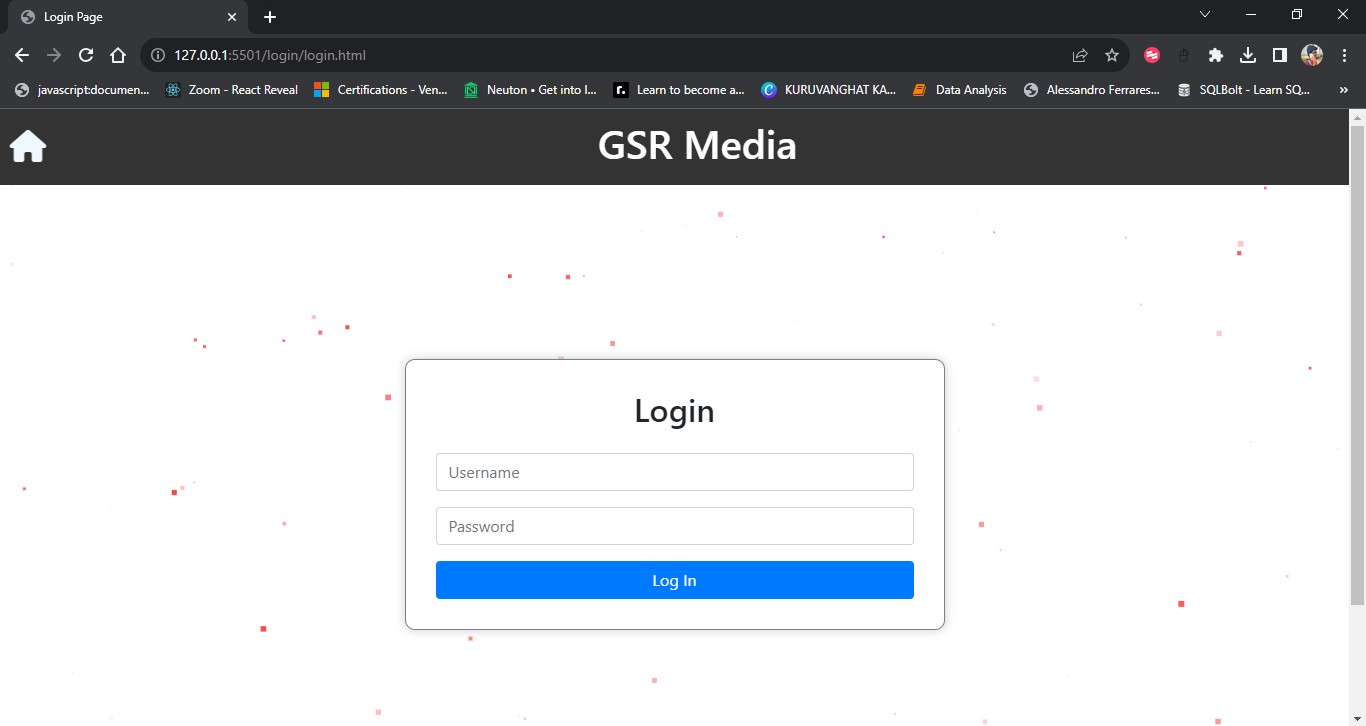 Login Page
127.0.0.1:5501/login/login.html
javascript:documen... Zoom - React Reveal Certifications - Ven... Neuton • Get into I... Learn to become a... KURUVANGHAT KA... Data Analysis Alessandro Ferrares... SQLBolt - Learn SQ... »
GSR Media
Login
Username
Password
Log In